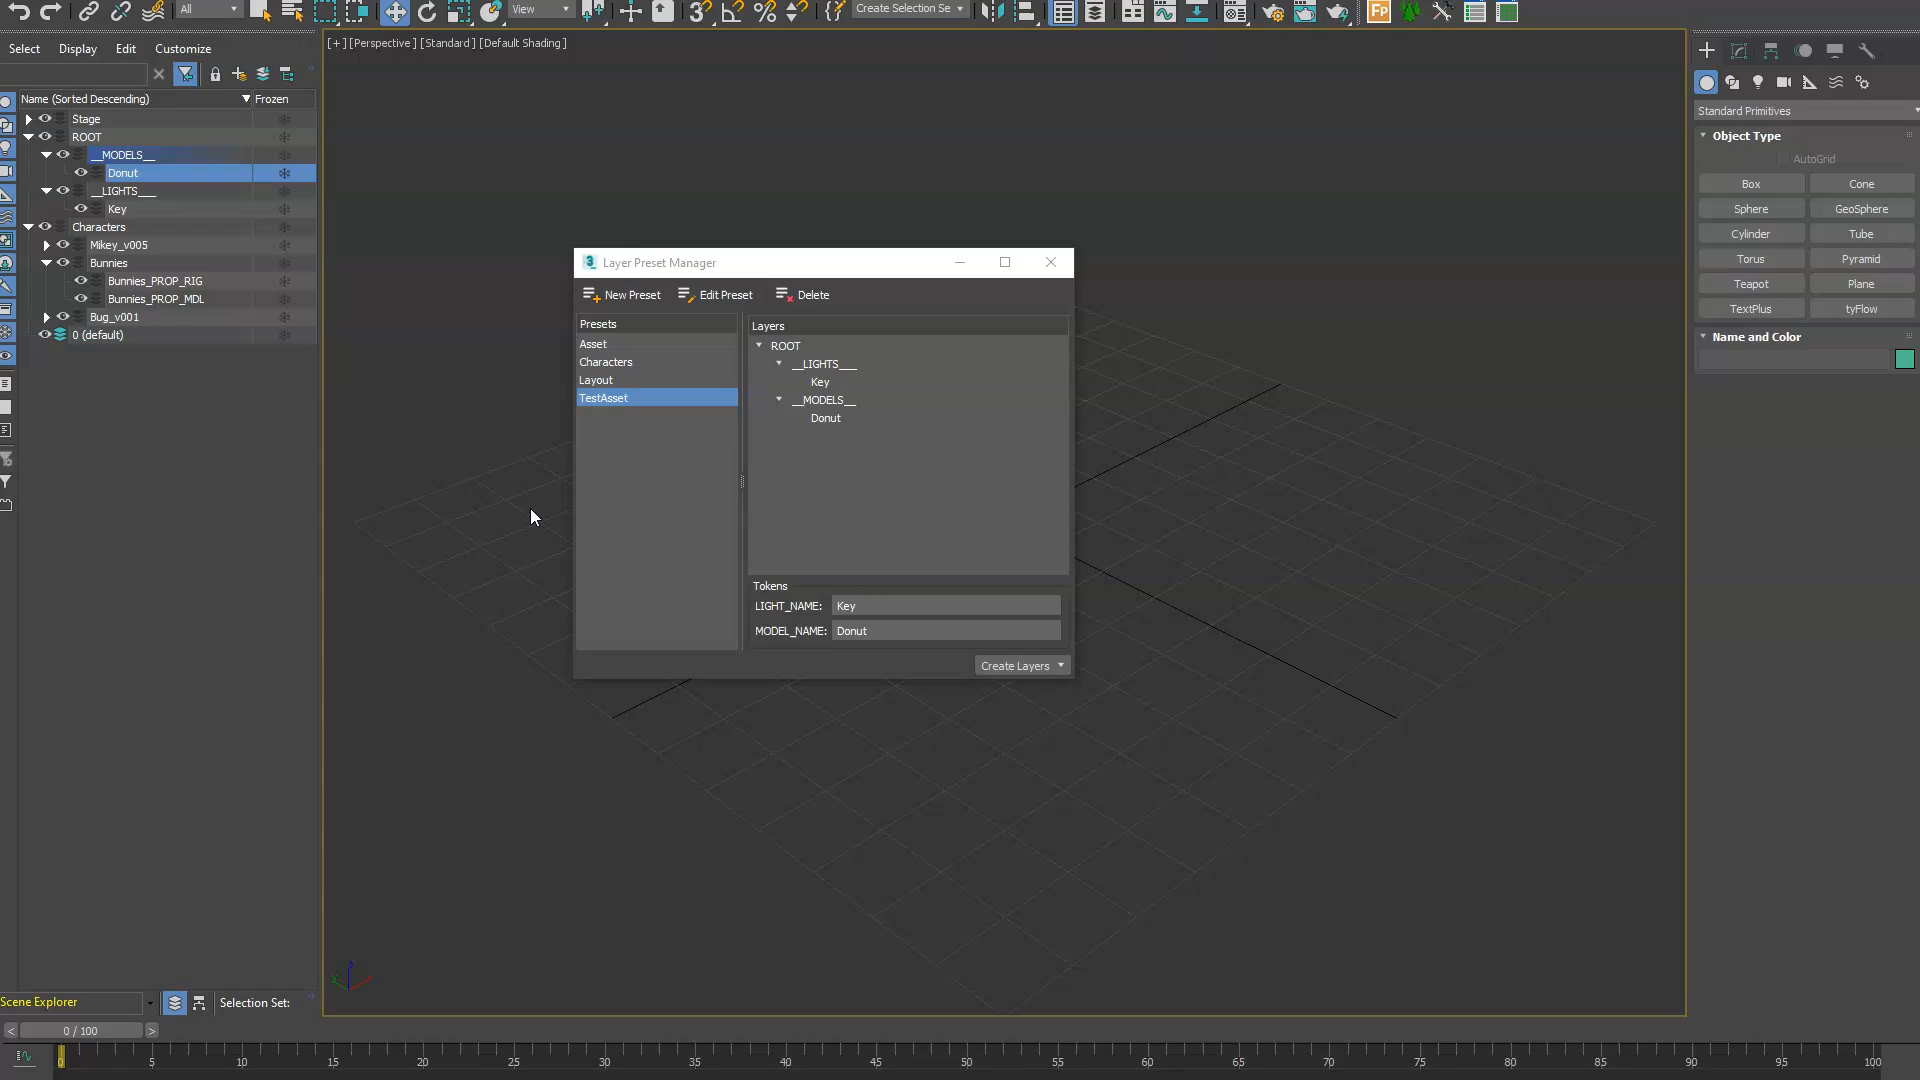 All
View
Create Selection Se
Fp
Select Display Edit Customize
[+] [Perspective ] [Standard ] [Default Shading ]
Name (Sorted Descending) Frozen
Stage
ROOT
__MODELS__
Donut
__LIGHTS___
Key
Characters
Mikey_v005
Bunnies
Bunnies_PROP_RIG
Bunnies_PROP_MDL
Bug_v001
0 (default)
3 Layer Preset Manager
New Preset Edit Preset Delete
Presets
Asset
Characters
Layout
TestAsset
Layers
ROOT
__LIGHTS___
Key
__MODELS__
Donut
Tokens
LIGHT_NAME: Key
MODEL_NAME: Donut
Create Layers
Standard Primitives
Object Type
AutoGrid
Box Cone
Sphere GeoSphere
Cylinder Tube
Torus Pyramid
Teapot Plane
TextPlus tyFlow
Name and Color
Scene Explorer
Selection Set:
< 0 / 100 >
0 5 10 15 20 25 30 35 40 45 50 55 60 65 70 75 80 85 90 95 100